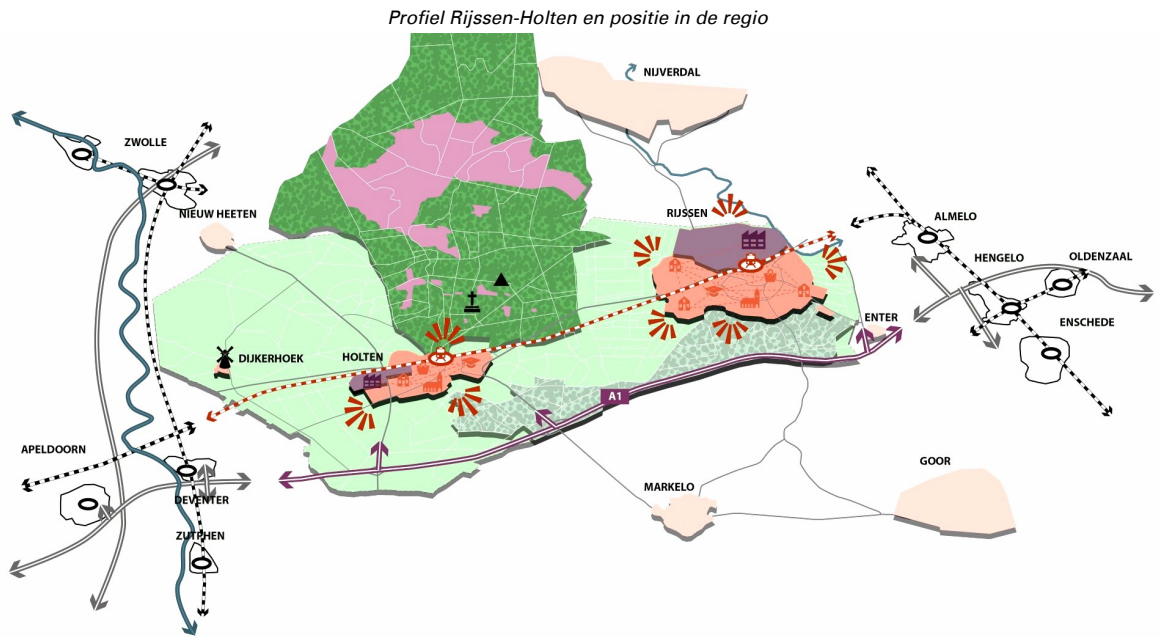 Profiel Rijssen-Holten en positie in de regio
NIJVERDAL
ZWOLLE
NIEUW HEETEN
RIJSSEN
ALMELO
HENGELO
OLDENZAAL
ENTER
ENSCHEDE
DIJKERHOEK
HOLTEN
A1
APELDOORN
GOOR
MARKELO
DEVENTER
ZUTPHEN